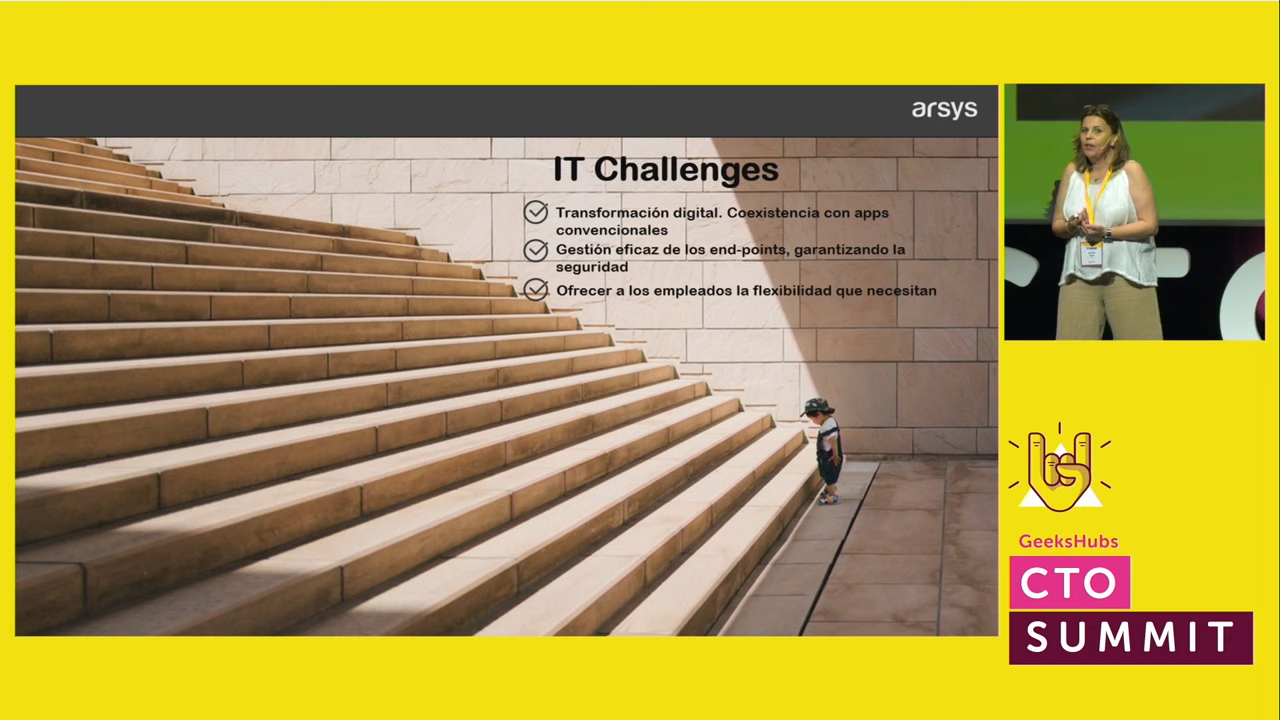 arsys
IT Challenges
Transformación digital. Coexistencia con apps
convencionales
Gestión eficaz de los end-points, garantizando la
seguridad
Ofrecer a los empleados la flexibilidad que necesitan
GeeksHubs
CTO
SUMMIT